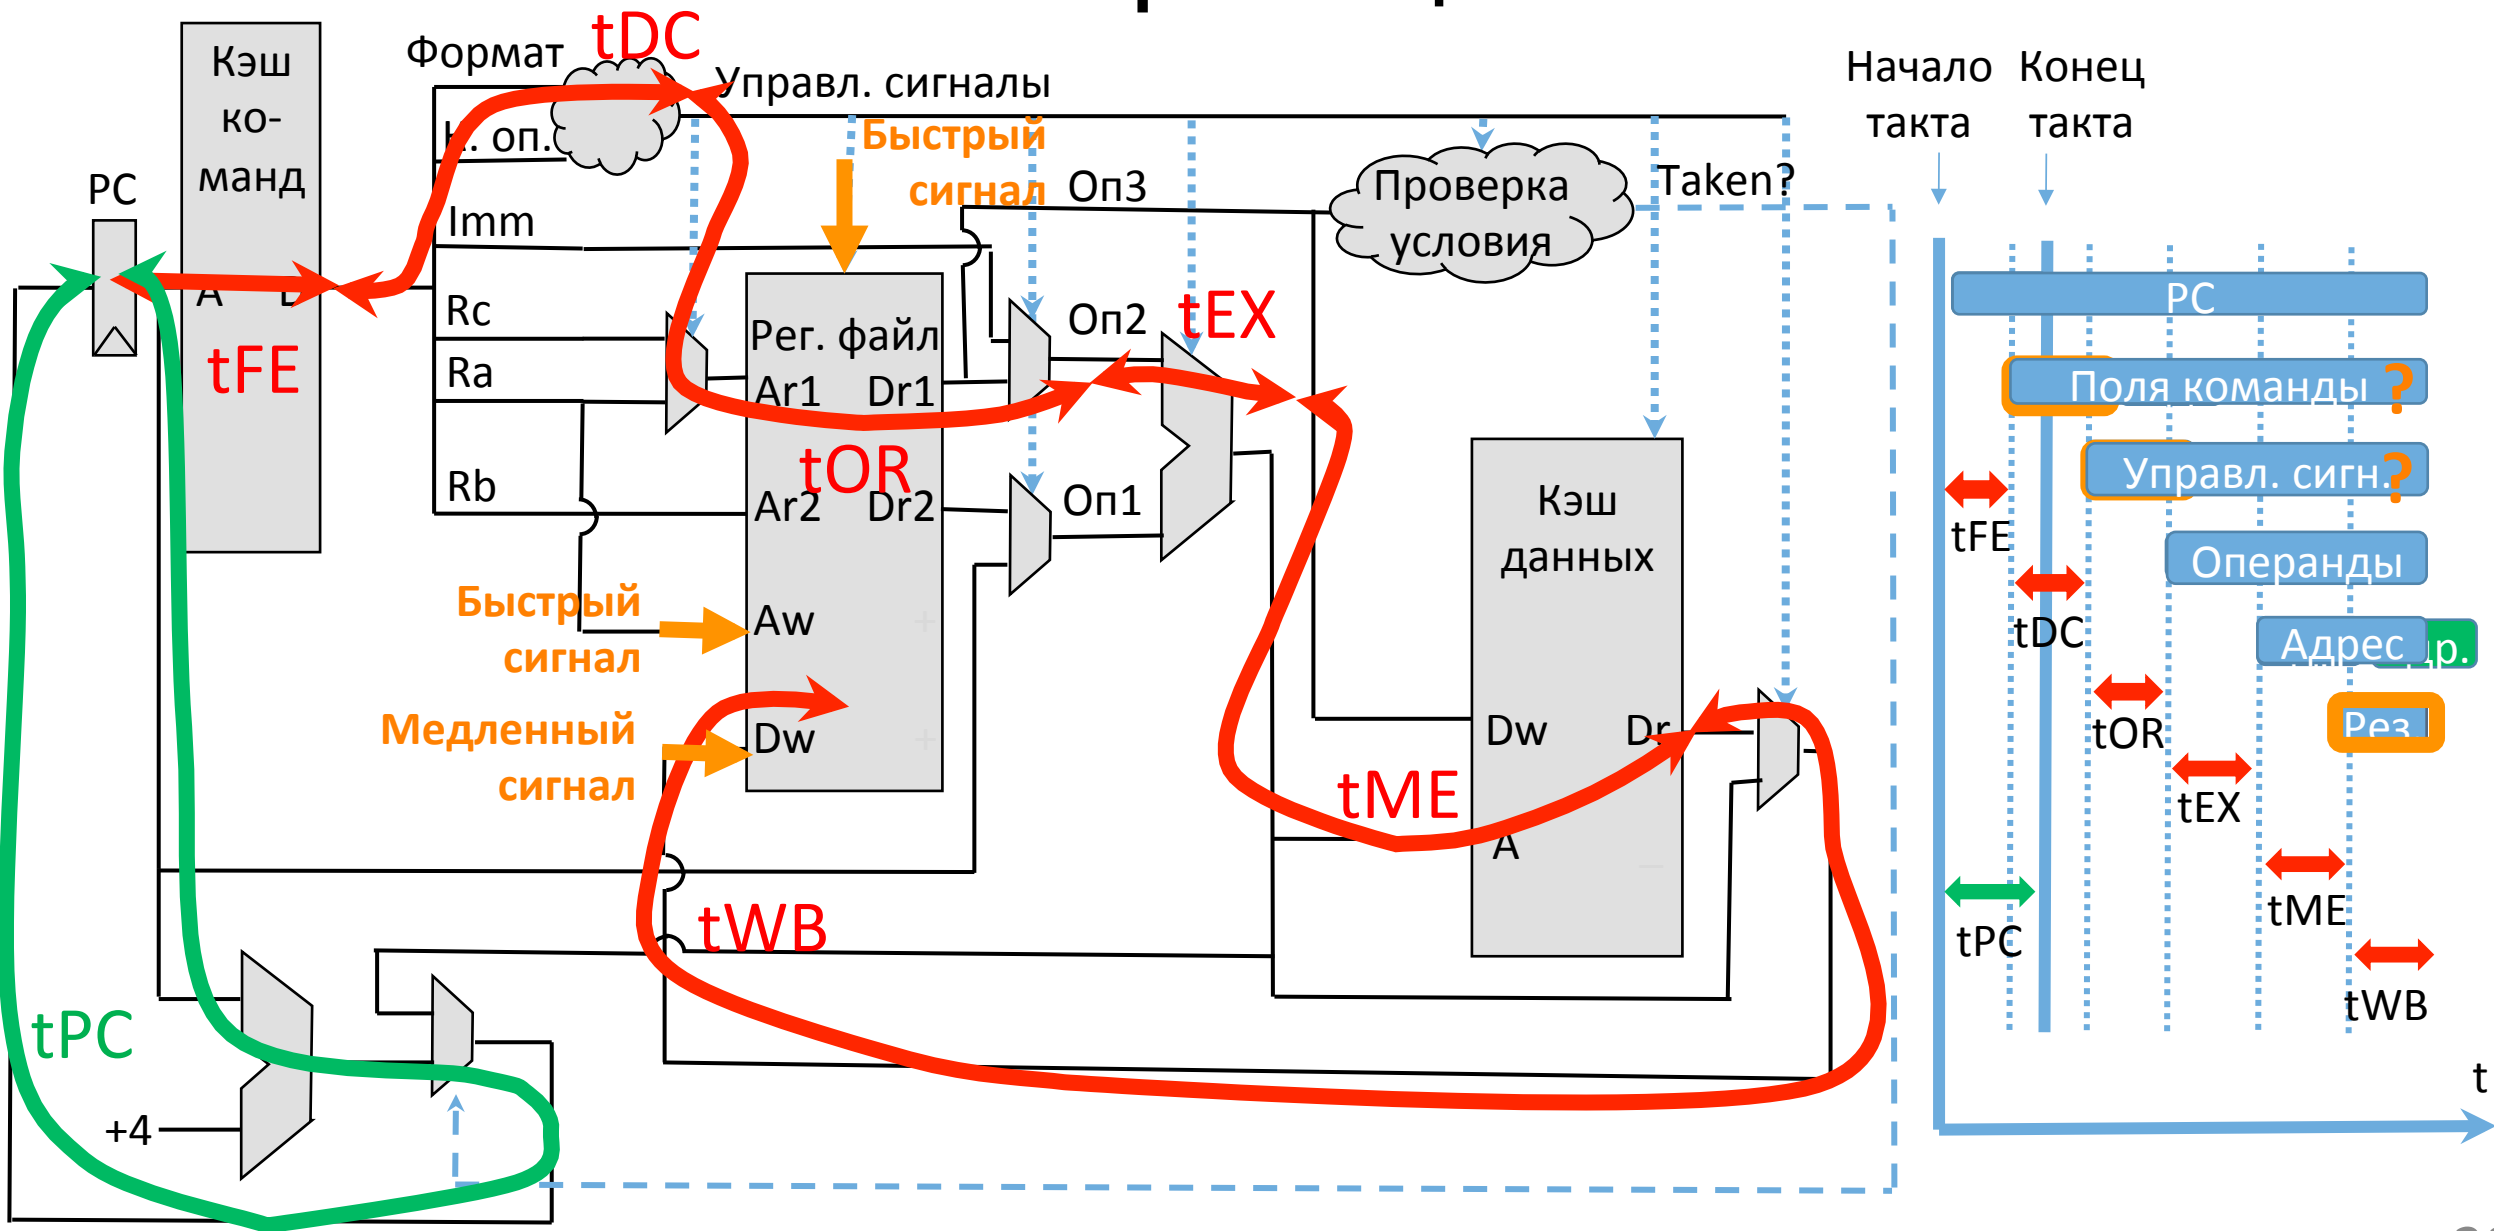 tDC
Формат
Управл. сигналы
Кэш
ко-
манд
К. оп.
Быстрый
сигнал
PC
Imm
Оп3
Проверка
условия
Taken?
Начало
такта
Конец
такта
A
tFE
Rc
Ra
Rb
Рег. файл
Ar1
Dr1
tOR
Ar2
Dr2
Оп2
tEX
Оп1
Быстрый
сигнал
Aw
Медленный
сигнал
Dw
Кэш
данных
Dw
Dr
tME
A
tWB
tPC
+4
PC
Поля команды ?
Управл. сигн. ?
Операнды
Адрес
др.
Рез.
tFE
tDC
tOR
tEX
tME
tPC
tWB
t